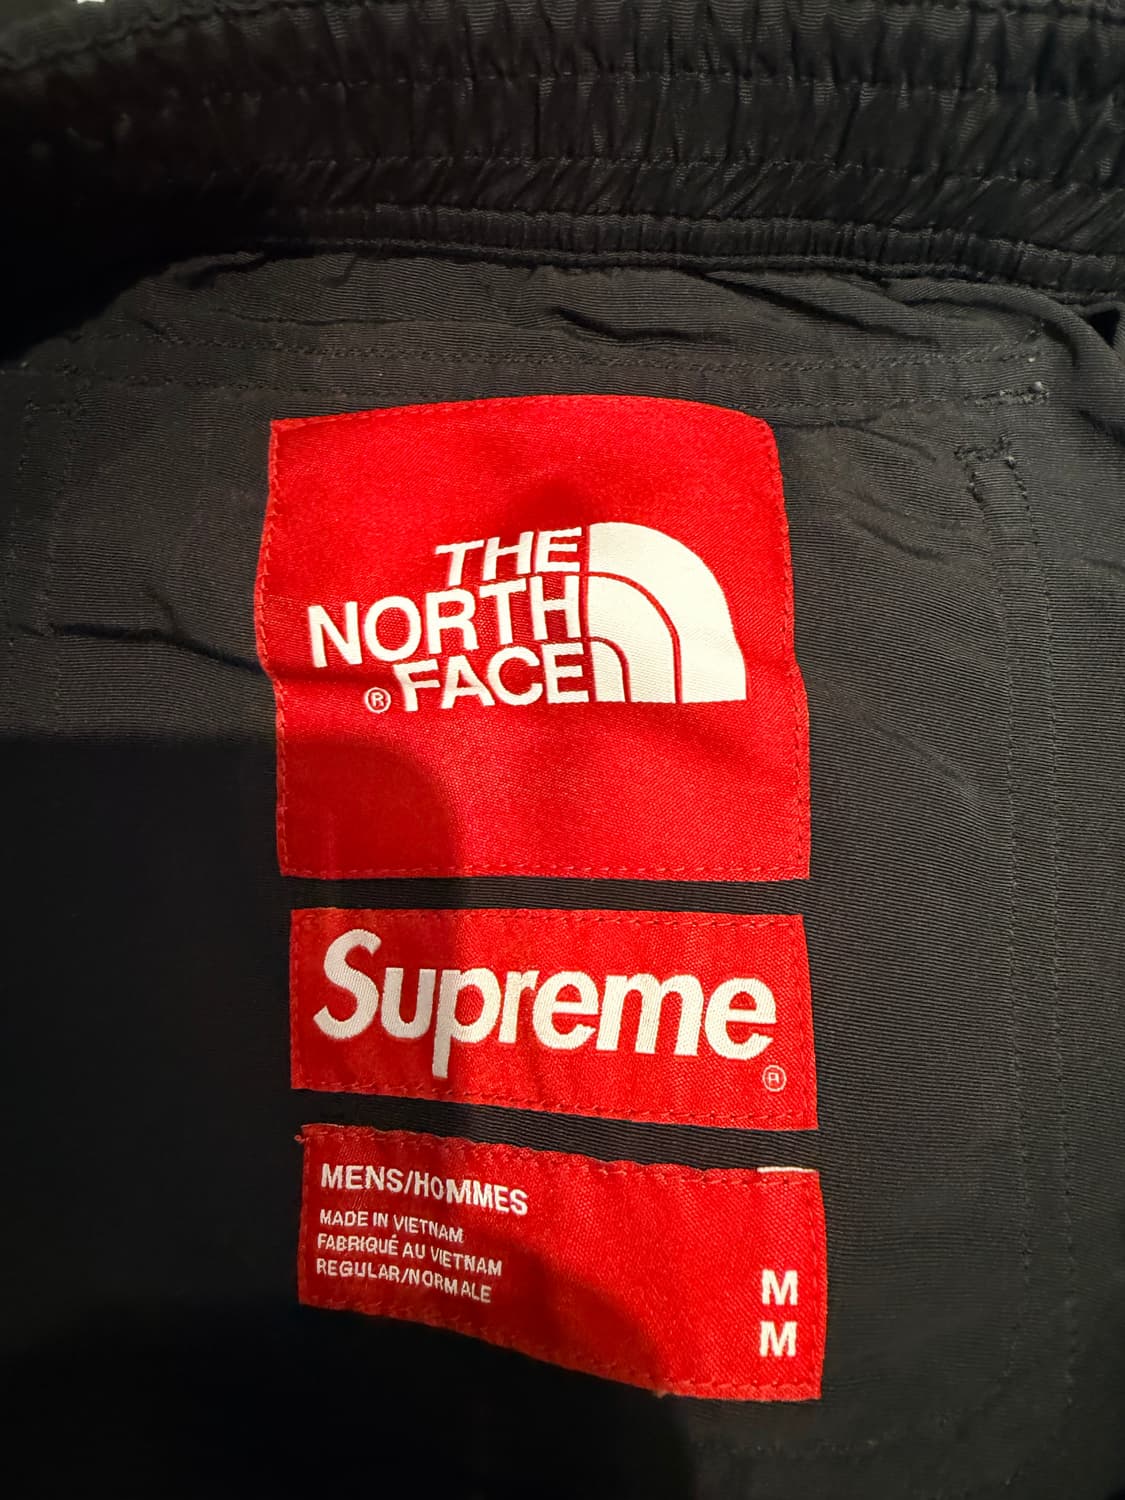 THE
NORTH
® FACE
Supreme
®
MENS/HOMMES
MADE IN VIETNAM
FABRIQUÉ AU VIETNAM
REGULAR/NORMALE
M
M